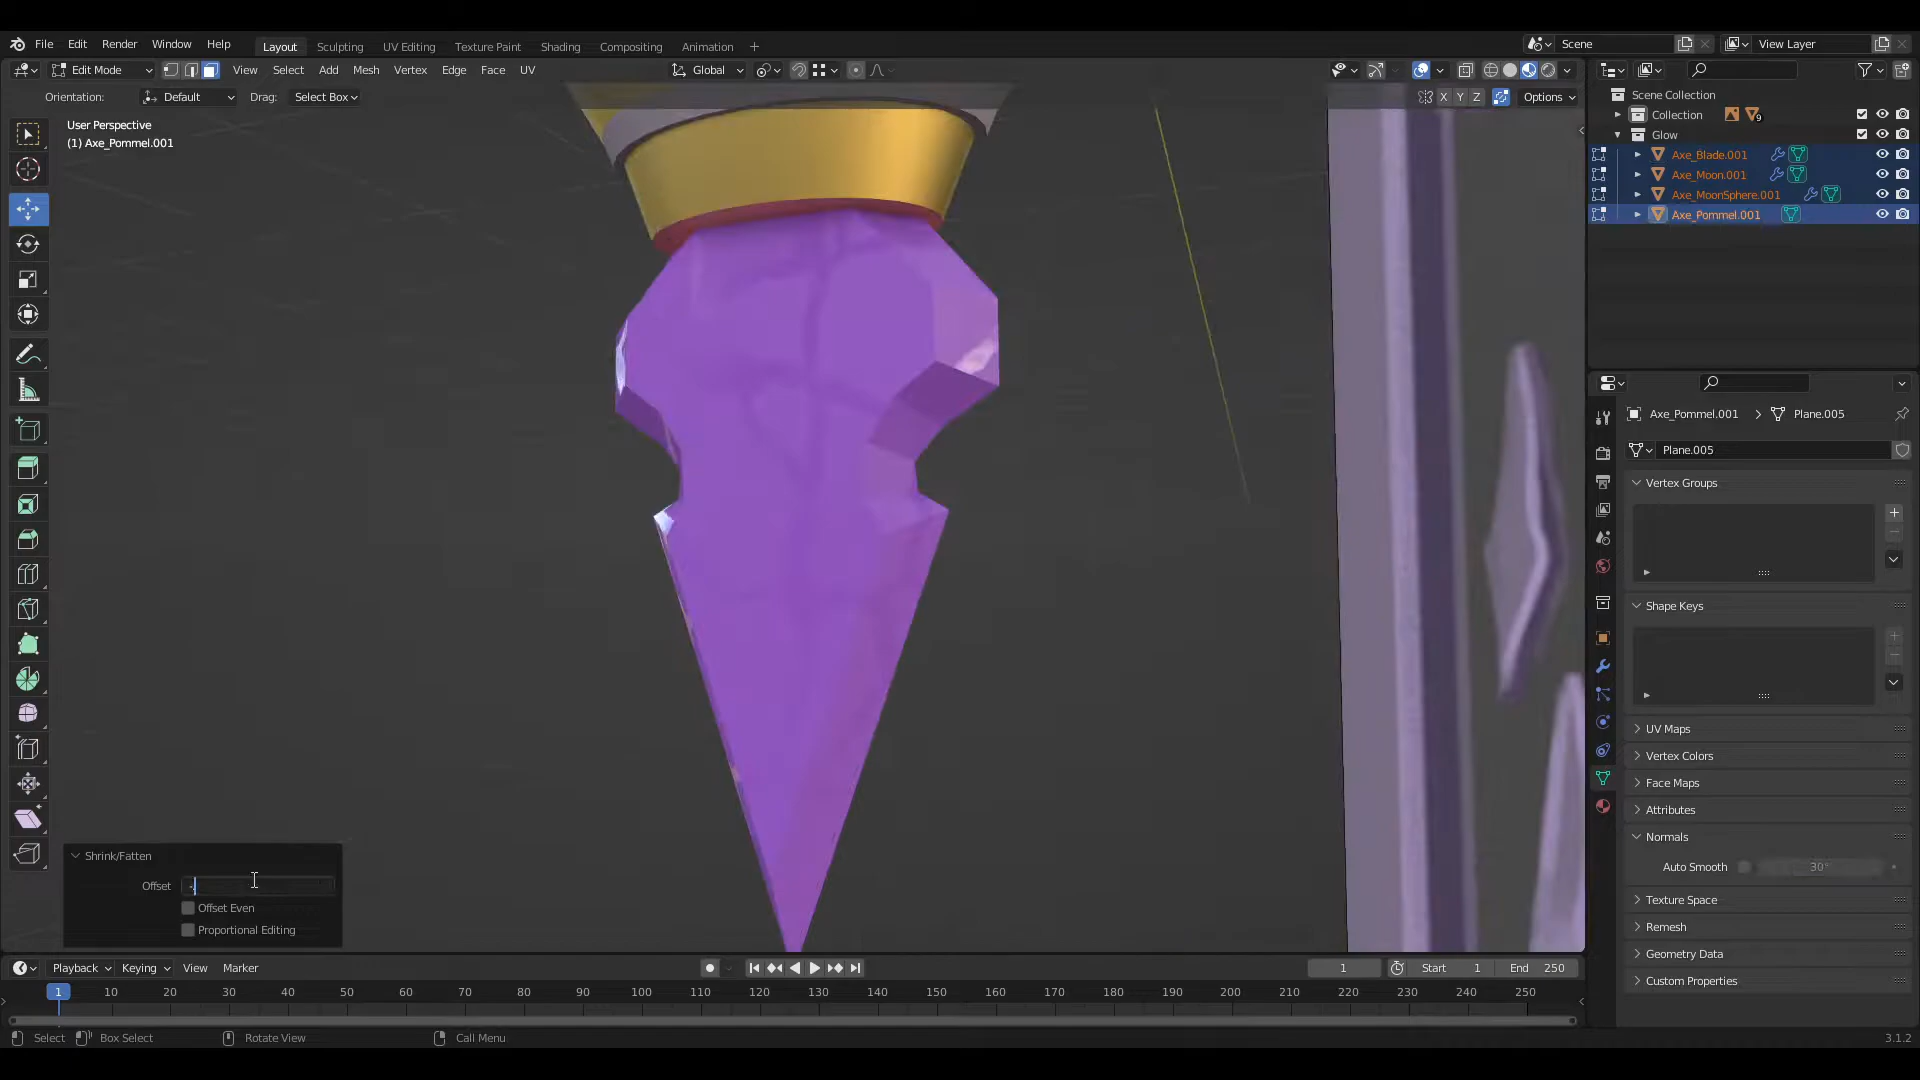 File Edit Render Window Help Layout Sculpting UV Editing Texture Paint Shading Compositing Animation + Scene View Layer
Edit Mode View Select Add Mesh Vertex Edge Face UV Global
Orientation: Default Drag: Select Box X Y Z Options
User Perspective
(1) Axe_Pommel.001
Scene Collection
Collection 9
Glow
Axe_Blade.001
Axe_Moon.001
Axe_MoonSphere.001
Axe_Pommel.001
Axe_Pommel.001 > Plane.005
Plane.005
Vertex Groups
Shape Keys
UV Maps
Vertex Colors
Face Maps
Attributes
Normals
Auto Smooth 30°
Texture Space
Remesh
Geometry Data
Custom Properties
Shrink/Fatten
Offset
Offset Even
Proportional Editing
Playback Keying View Marker 1 Start 1 End 250
1 10 20 30 40 50 60 70 80 90 100 110 120 130 140 150 160 170 180 190 200 210 220 230 240 250
Select Box Select Rotate View Call Menu 3.1.2